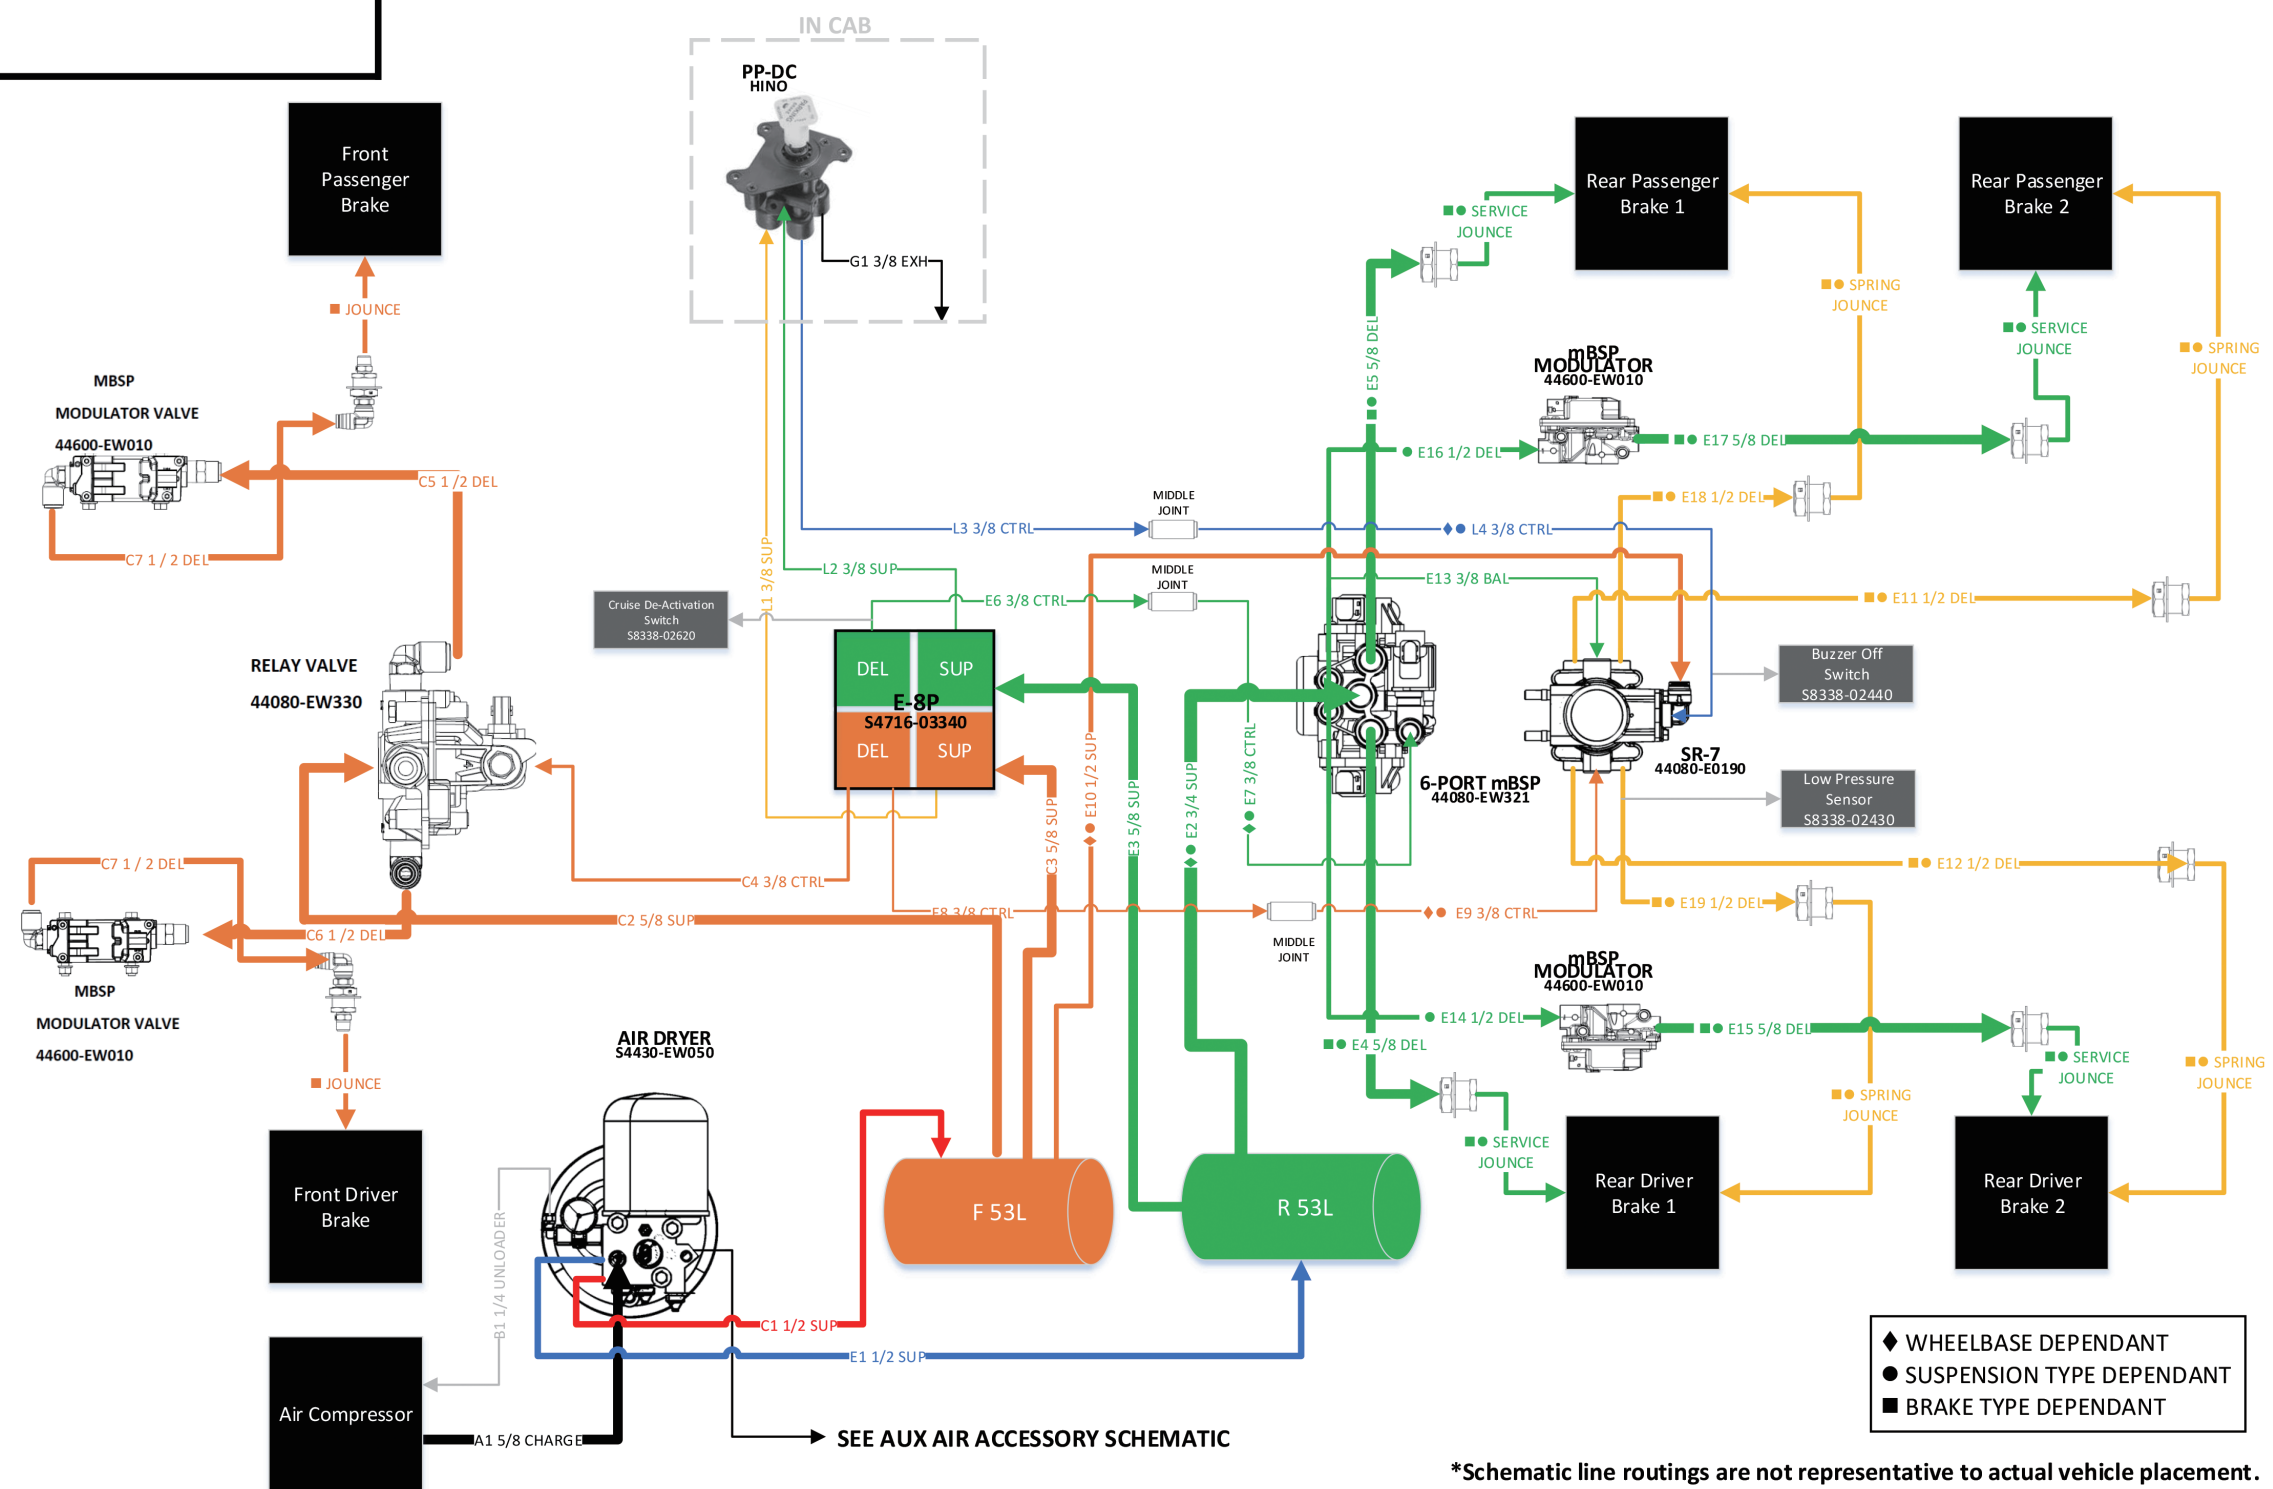 IN CAB
PP-DC
HINO
G1 3/8 EXH
Front
Passenger
Brake
JOUNCE
MBSP
MODULATOR VALVE
44600-EW010
C5 1 /2 DEL
C7 1 / 2 DEL
RELAY VALVE
44080-EW330
C7 1 / 2 DEL
C6 1 /2 DEL
MBSP
MODULATOR VALVE
44600-EW010
JOUNCE
Front Driver
Brake
Air Compressor
B1 1/4 UNLOADER
A1 5/8 CHARGE
AIR DRYER
S4430-EW050
C1 1/2 SUP
E1 1/2 SUP
SEE AUX AIR ACCESSORY SCHEMATIC
F 53L
R 53L
L1 3/8 SUP
L2 3/8 SUP
L3 3/8 CTRL
MIDDLE
JOINT
L4 3/8 CTRL
Cruise De-Activation
Switch
S8338-02620
E6 3/8 CTRL
MIDDLE
JOINT
DEL
SUP
E-8P
S4716-03340
DEL
SUP
C4 3/8 CTRL
C2 5/8 SUP
E8 3/8 CTRL
MIDDLE
JOINT
E9 3/8 CTRL
C3 5/8 SUP
E10 1/2 SUP
E3 5/8 SUP
E2 3/4 SUP
E7 3/8 CTRL
E5 5/8 DEL
SERVICE
JOUNCE
Rear Passenger
Brake 1
SPRING
JOUNCE
Rear Passenger
Brake 2
SERVICE
JOUNCE
SPRING
JOUNCE
mBSP
MODULATOR
44600-EW010
E16 1/2 DEL
E17 5/8 DEL
E18 1/2 DEL
E13 3/8 BAL
E11 1/2 DEL
Buzzer Off
Switch
S8338-02440
6-PORT mBSP
44080-EW321
SR-7
44080-E0190
Low Pressure
Sensor
S8338-02430
E12 1/2 DEL
E19 1/2 DEL
mBSP
MODULATOR
44600-EW010
E14 1/2 DEL
E15 5/8 DEL
E4 5/8 DEL
SERVICE
JOUNCE
SPRING
JOUNCE
SERVICE
JOUNCE
SPRING
JOUNCE
Rear Driver
Brake 1
Rear Driver
Brake 2
WHEELBASE DEPENDANT
SUSPENSION TYPE DEPENDANT
BRAKE TYPE DEPENDANT
*Schematic line routings are not representative to actual vehicle placement.